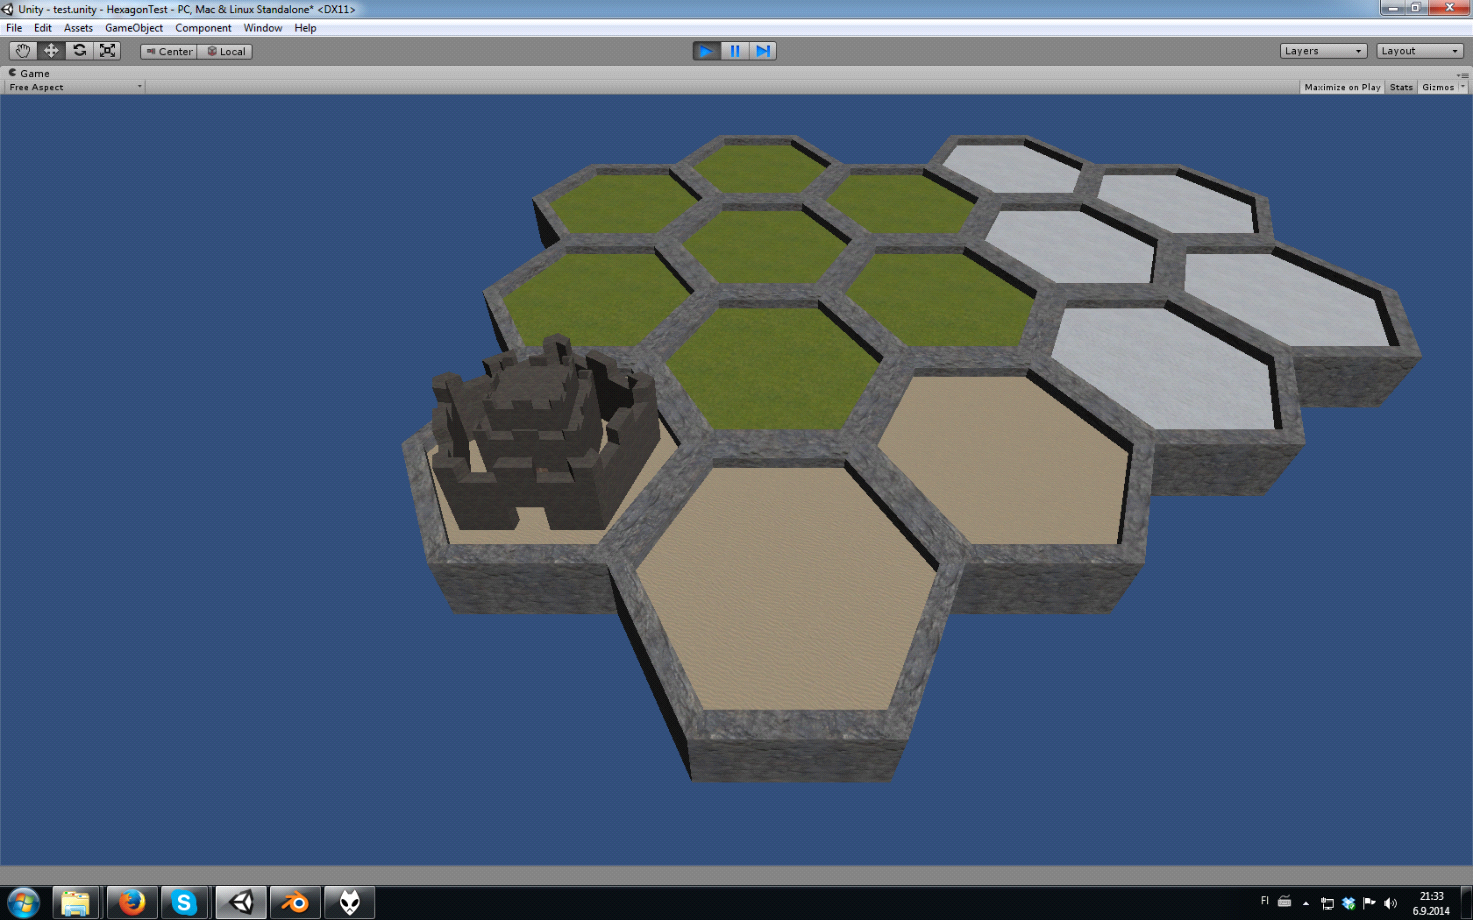 Unity - test.unity - HexagonTest - PC, Mac & Linux Standalone* <DX11>
File Edit Assets GameObject Component Window Help
Center Local Layers Layout
Game
Free Aspect Maximize on Play Stats Gizmos
FI 21:33
6.9.2014